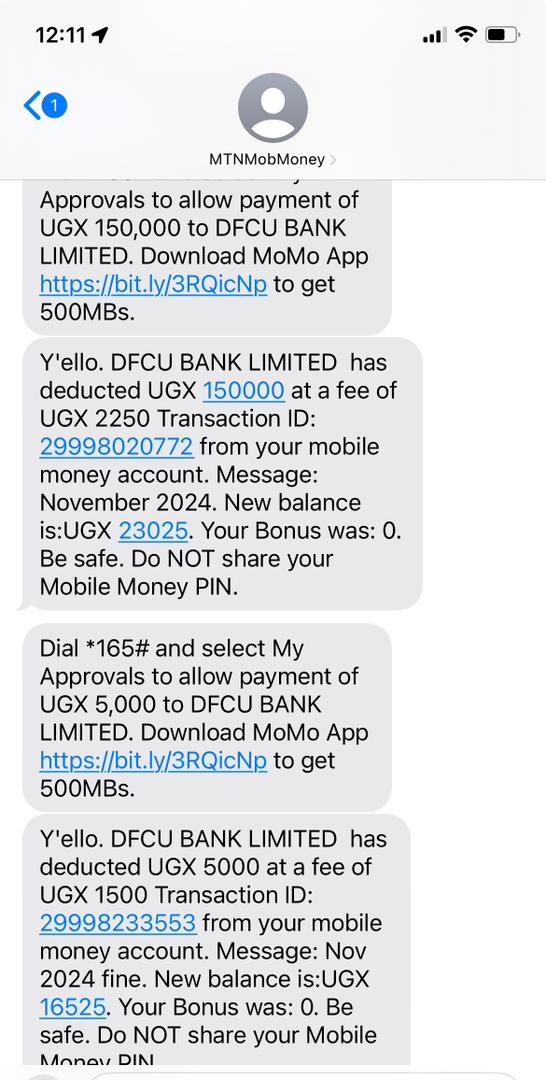 12:11
1
MTNMobMoney
Approvals to allow payment of
UGX 150,000 to DFCU BANK
LIMITED. Download MoMo App
https://bit.ly/3RQicNp to get
500MBs.
Y'ello. DFCU BANK LIMITED  has
deducted UGX 150000 at a fee of
UGX 2250 Transaction ID:
29998020772 from your mobile
money account. Message:
November 2024. New balance
is:UGX 23025. Your Bonus was: 0.
Be safe. Do NOT share your
Mobile Money PIN.
Dial *165# and select My
Approvals to allow payment of
UGX 5,000 to DFCU BANK
LIMITED. Download MoMo App
https://bit.ly/3RQicNp to get
500MBs.
Y'ello. DFCU BANK LIMITED  has
deducted UGX 5000 at a fee of
UGX 1500 Transaction ID:
29998233553 from your mobile
money account. Message: Nov
2024 fine. New balance is:UGX
16525. Your Bonus was: 0. Be
safe. Do NOT share your Mobile
Money PIN